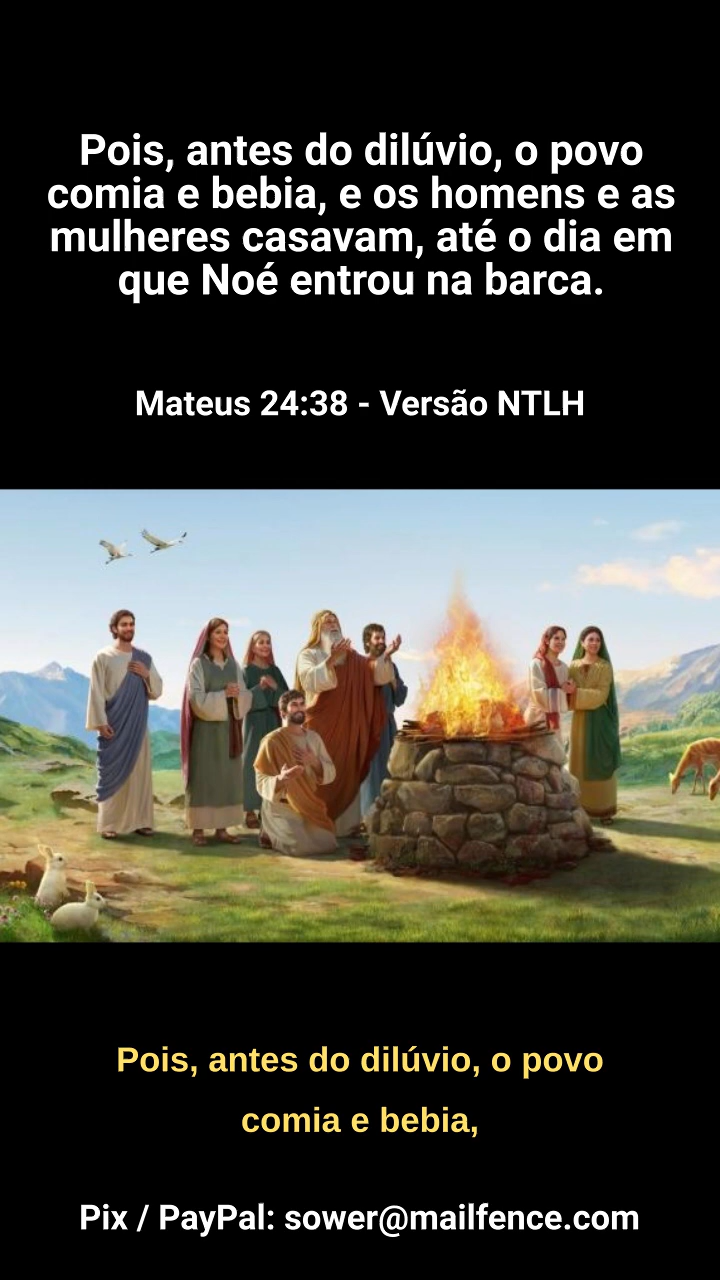 Pois, antes do dilúvio, o povo
comia e bebia, e os homens e as
mulheres casavam, até o dia em
que Noé entrou na barca.
Mateus 24:38 - Versão NTLH
Pois, antes do dilúvio, o povo
comia e bebia,
Pix / PayPal: sower@mailfence.com